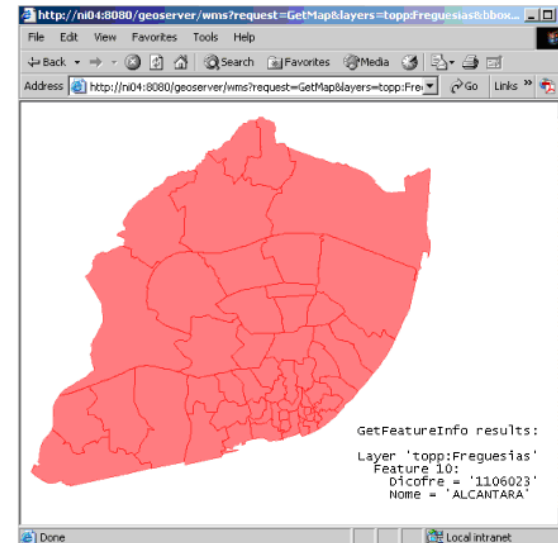 http://ni04:8080/geoserver/wms?request=GetMap&layers=topp:Freguesias&bbox...
File Edit View Favorites Tools Help
Back Search Favorites Media
Address http://ni04:8080/geoserver/wms?request=GetMap&layers=topp:Fre Go Links »
GetFeatureInfo results:
Layer 'topp:Freguesias'
Feature 10:
Dicofre = '1106023'
Nome = 'ALCANTARA'
Done Local intranet